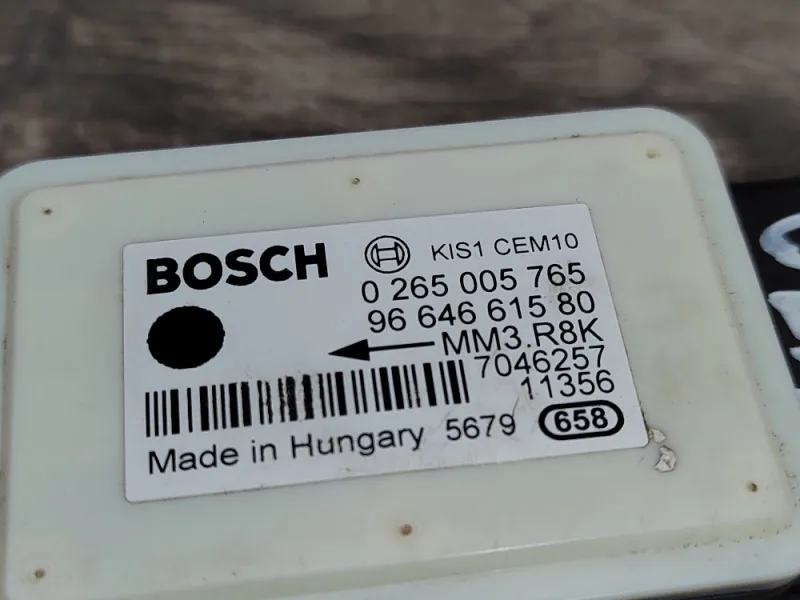 BOSCH KIS1 CEM10
0 265 005 765
96 646 615 80
MM3.R8K
7046257
11356
Made in Hungary 5679 658